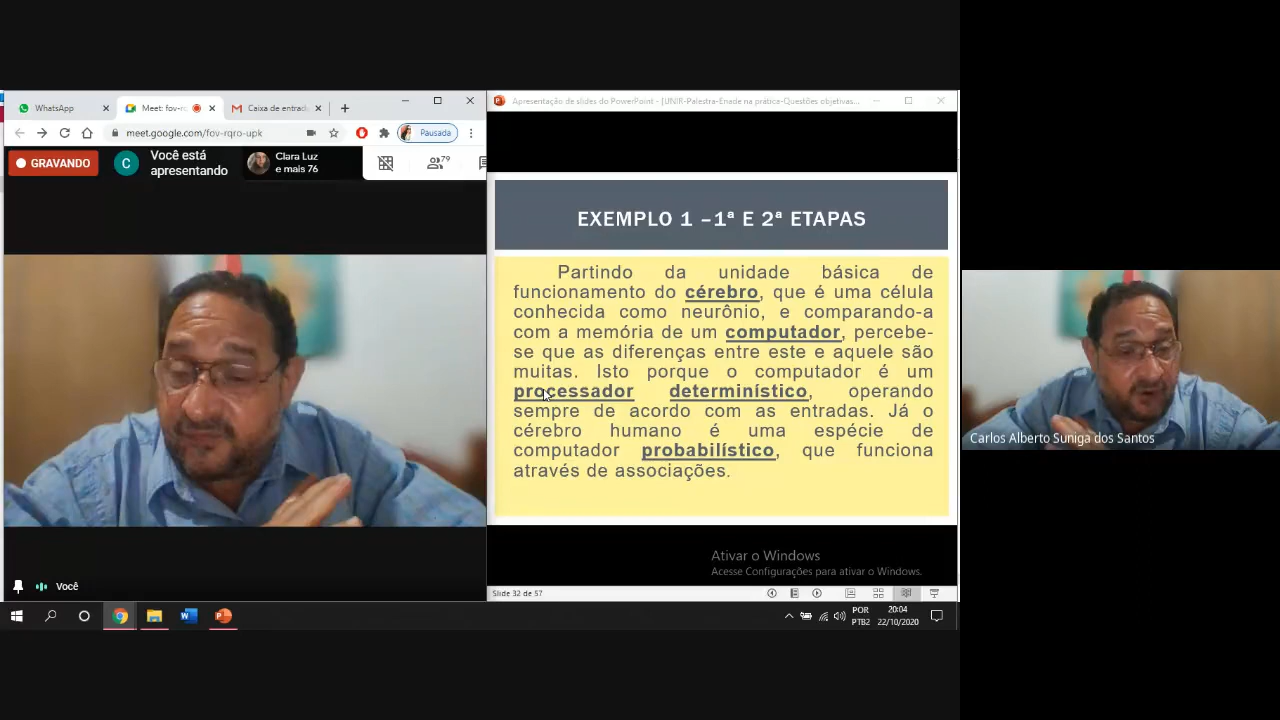 WhatsApp
Meet: fov-rq
Caixa de entrad
meet.google.com/fov-rqro-upk
Pausada
GRAVANDO
C
Você está
apresentando
Clara Luz
e mais 76
79
Você
Apresentação de slides do PowerPoint - [UNIR-Palestra-Enade na prática-Questões objetivas...
EXEMPLO 1 –1ª E 2ª ETAPAS
Partindo da unidade básica de
funcionamento do cérebro, que é uma célula
conhecida como neurônio, e comparando-a
com a memória de um computador, percebe-
se que as diferenças entre este e aquele são
muitas. Isto porque o computador é um
processador determinístico, operando
sempre de acordo com as entradas. Já o
cérebro humano é uma espécie de
computador probabilístico, que funciona
através de associações.
Ativar o Windows
Acesse Configurações para ativar o Windows.
Slide 32 de 57
POR
PTB2
20:04
22/10/2020
Carlos Alberto Suniga dos Santos